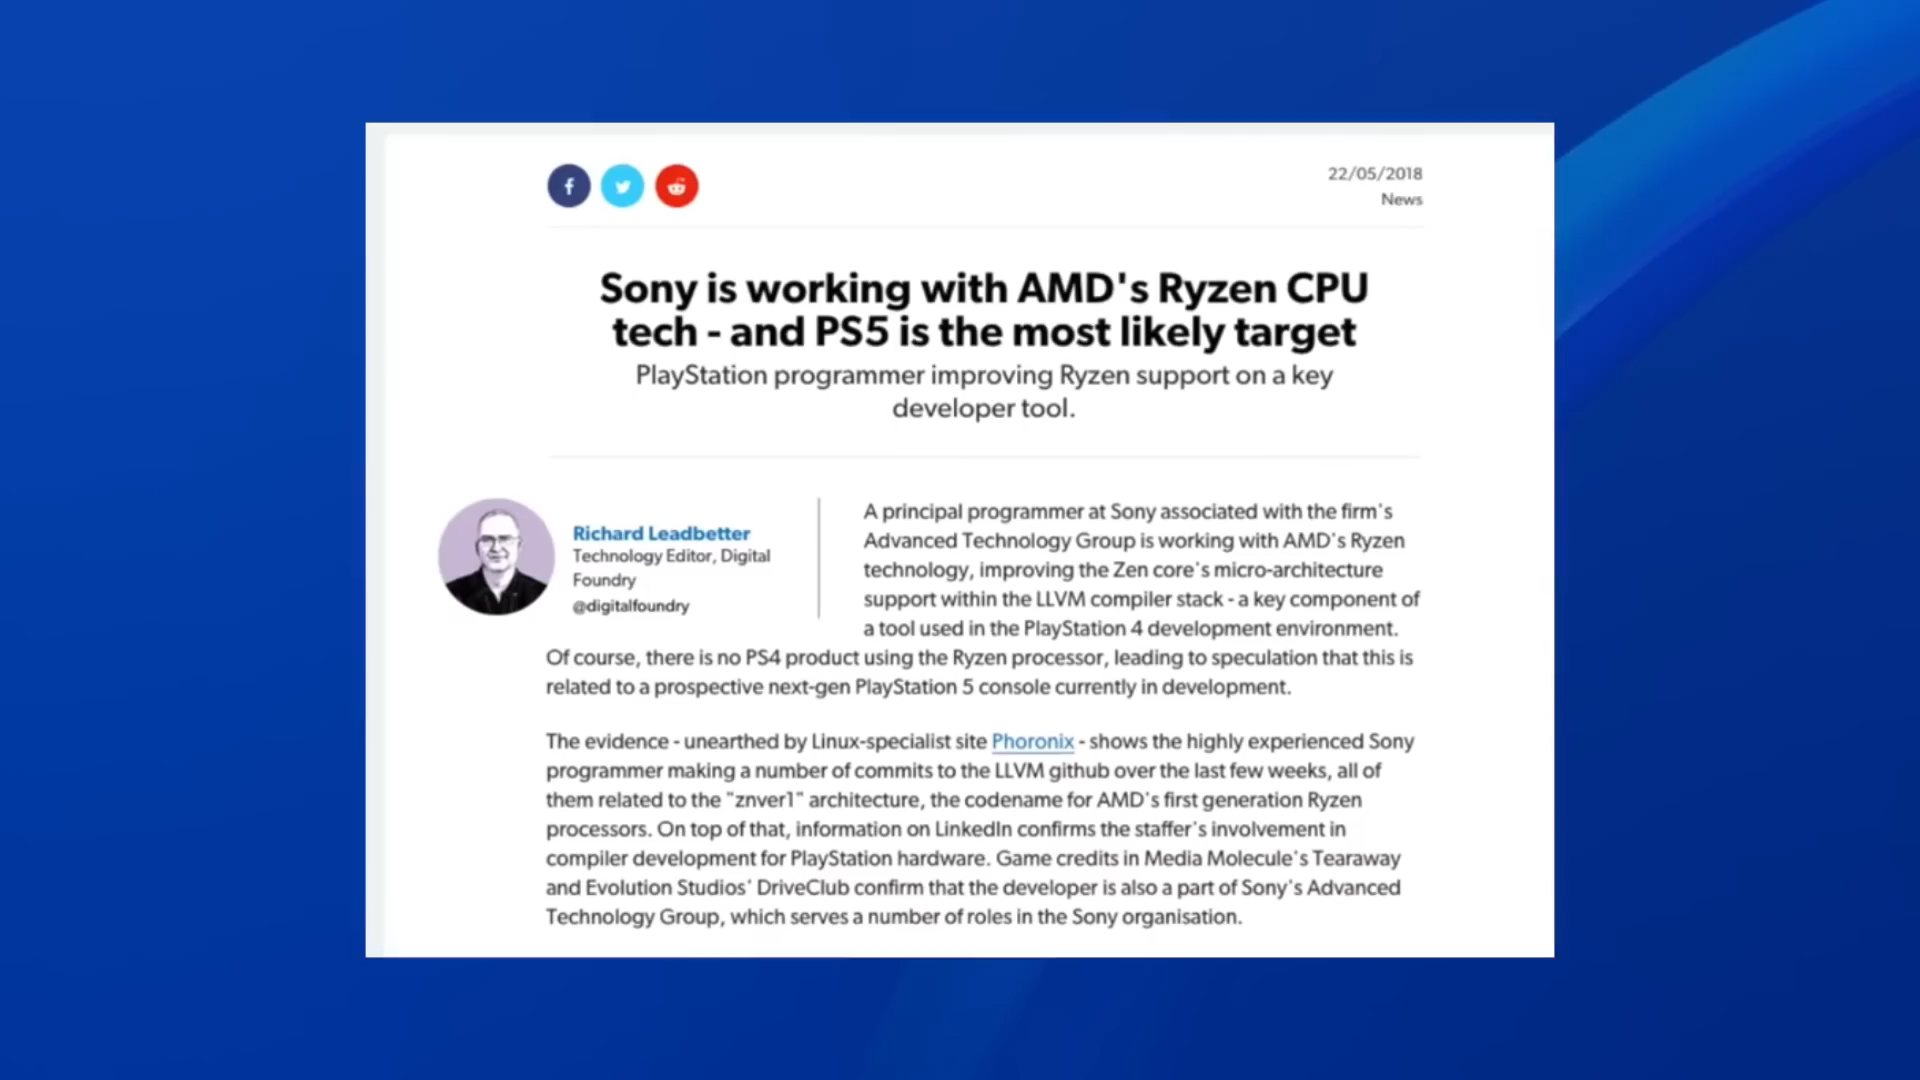 22/05/2018
News
Sony is working with AMD's Ryzen CPU
tech - and PS5 is the most likely target
PlayStation programmer improving Ryzen support on a key
developer tool.
Richard Leadbetter
Technology Editor, Digital
Foundry
@digitalfoundry
A principal programmer at Sony associated with the firm's
Advanced Technology Group is working with AMD's Ryzen
technology, improving the Zen core's micro-architecture
support within the LLVM compiler stack - a key component of
a tool used in the PlayStation 4 development environment.
Of course, there is no PS4 product using the Ryzen processor, leading to speculation that this is
related to a prospective next-gen PlayStation 5 console currently in development.
The evidence - unearthed by Linux-specialist site Phoronix - shows the highly experienced Sony
programmer making a number of commits to the LLVM github over the last few weeks, all of
them related to the "znver1" architecture, the codename for AMD's first generation Ryzen
processors. On top of that, information on LinkedIn confirms the staffer's involvement in
compiler development for PlayStation hardware. Game credits in Media Molecule's Tearaway
and Evolution Studios' DriveClub confirm that the developer is also a part of Sony's Advanced
Technology Group, which serves a number of roles in the Sony organisation.